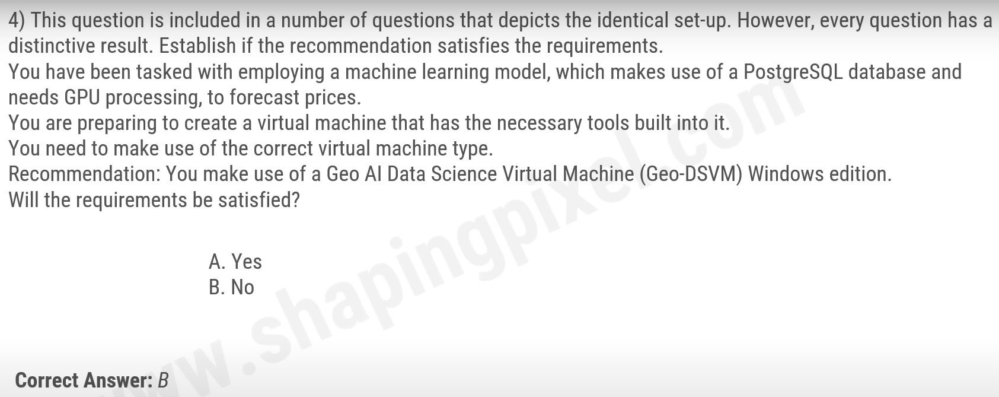 4) This question is included in a number of questions that depicts the identical set-up. However, every question has a
distinctive result. Establish if the recommendation satisfies the requirements.
You have been tasked with employing a machine learning model, which makes use of a PostgreSQL database and
needs GPU processing, to forecast prices.
You are preparing to create a virtual machine that has the necessary tools built into it.
You need to make use of the correct virtual machine type.
Recommendation: You make use of a Geo AI Data Science Virtual Machine (Geo-DSVM) Windows edition.
Will the requirements be satisfied?
A. Yes
B. No
Correct Answer: B
www.shapingpixel.com